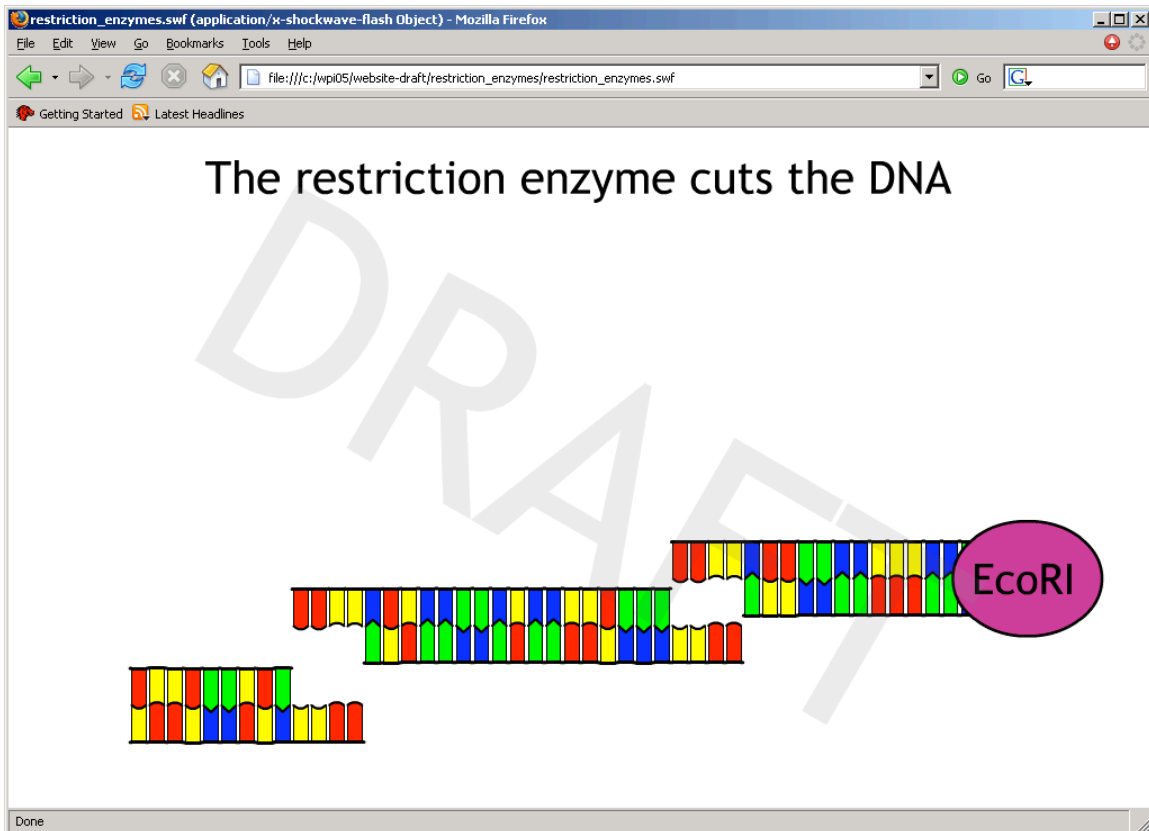 restriction_enzymes.swf (application/x-shockwave-flash Object) - Mozilla Firefox
File Edit View Go Bookmarks Tools Help
file:///c:/wpi05/website-draft/restriction_enzymes/restriction_enzymes.swf Go G
Getting Started Latest Headlines
The restriction enzyme cuts the DNA
DRAFT
EcoRI
Done